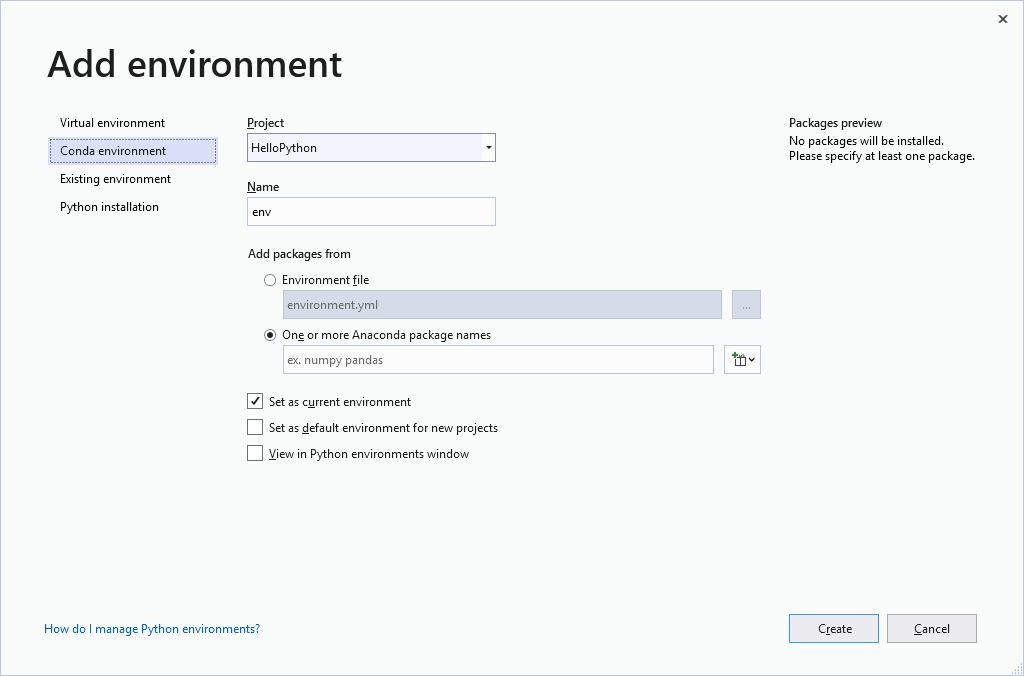 Add environment
Virtual environment
Conda environment
Existing environment
Python installation
Project
HelloPython
Name
env
Add packages from
Environment file
environment.yml
...
One or more Anaconda package names
ex. numpy pandas
Set as current environment
Set as default environment for new projects
View in Python environments window
Packages preview
No packages will be installed.
Please specify at least one package.
How do I manage Python environments?
Create
Cancel